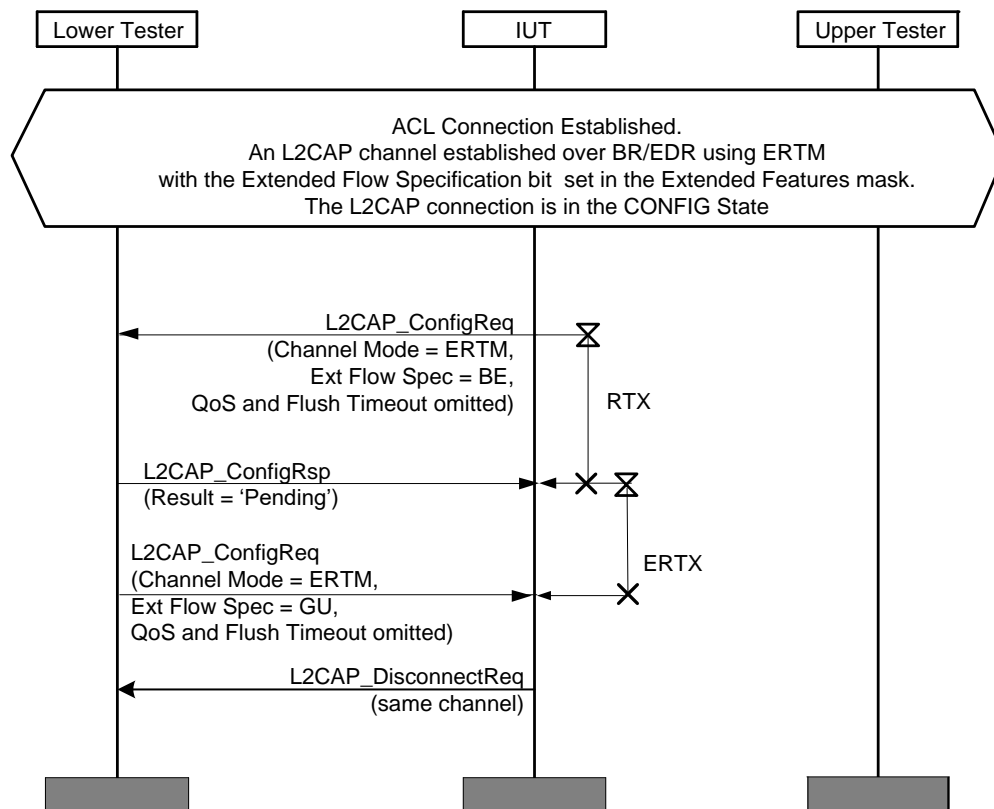 Lower Tester
IUT
Upper Tester
ACL Connection Established.
An L2CAP channel established over BR/EDR using ERTM
with the Extended Flow Specification bit set in the Extended Features mask.
The L2CAP connection is in the CONFIG State
L2CAP_ConfigReq
(Channel Mode = ERTM,
Ext Flow Spec = BE,
QoS and Flush Timeout omitted)
RTX
L2CAP_ConfigRsp
(Result = ‘Pending’)
L2CAP_ConfigReq
(Channel Mode = ERTM,
Ext Flow Spec = GU,
QoS and Flush Timeout omitted)
ERTX
L2CAP_DisconnectReq
(same channel)